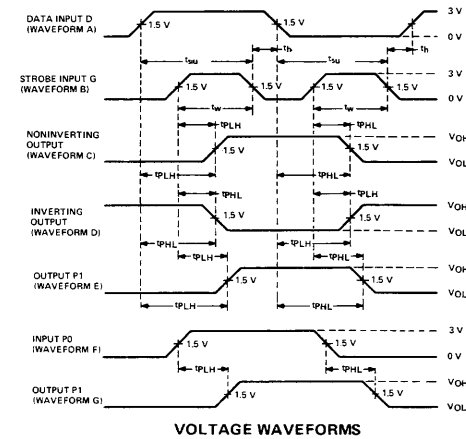 DATA INPUT D
(WAVEFORM A)
1.5 V
1.5 V
1.5 V
3 V
0 V
tsu
th
tsu
th
STROBE INPUT G
(WAVEFORM B)
1.5 V
1.5 V
1.5 V
1.5 V
3 V
0 V
tw
tw
tPLH
tPHL
NONINVERTING
OUTPUT
(WAVEFORM C)
1.5 V
1.5 V
VOH
VOL
tPLH
tPHL
tPHL
tPLH
INVERTING
OUTPUT
(WAVEFORM D)
1.5 V
1.5 V
VOH
VOL
tPHL
tPLH
tPLH
tPHL
OUTPUT P1
(WAVEFORM E)
1.5 V
1.5 V
VOH
VOL
tPLH
tPHL
INPUT P0
(WAVEFORM F)
1.5 V
1.5 V
3 V
0 V
tPLH
tPHL
OUTPUT P1
(WAVEFORM G)
1.5 V
1.5 V
VOH
VOL
VOLTAGE WAVEFORMS